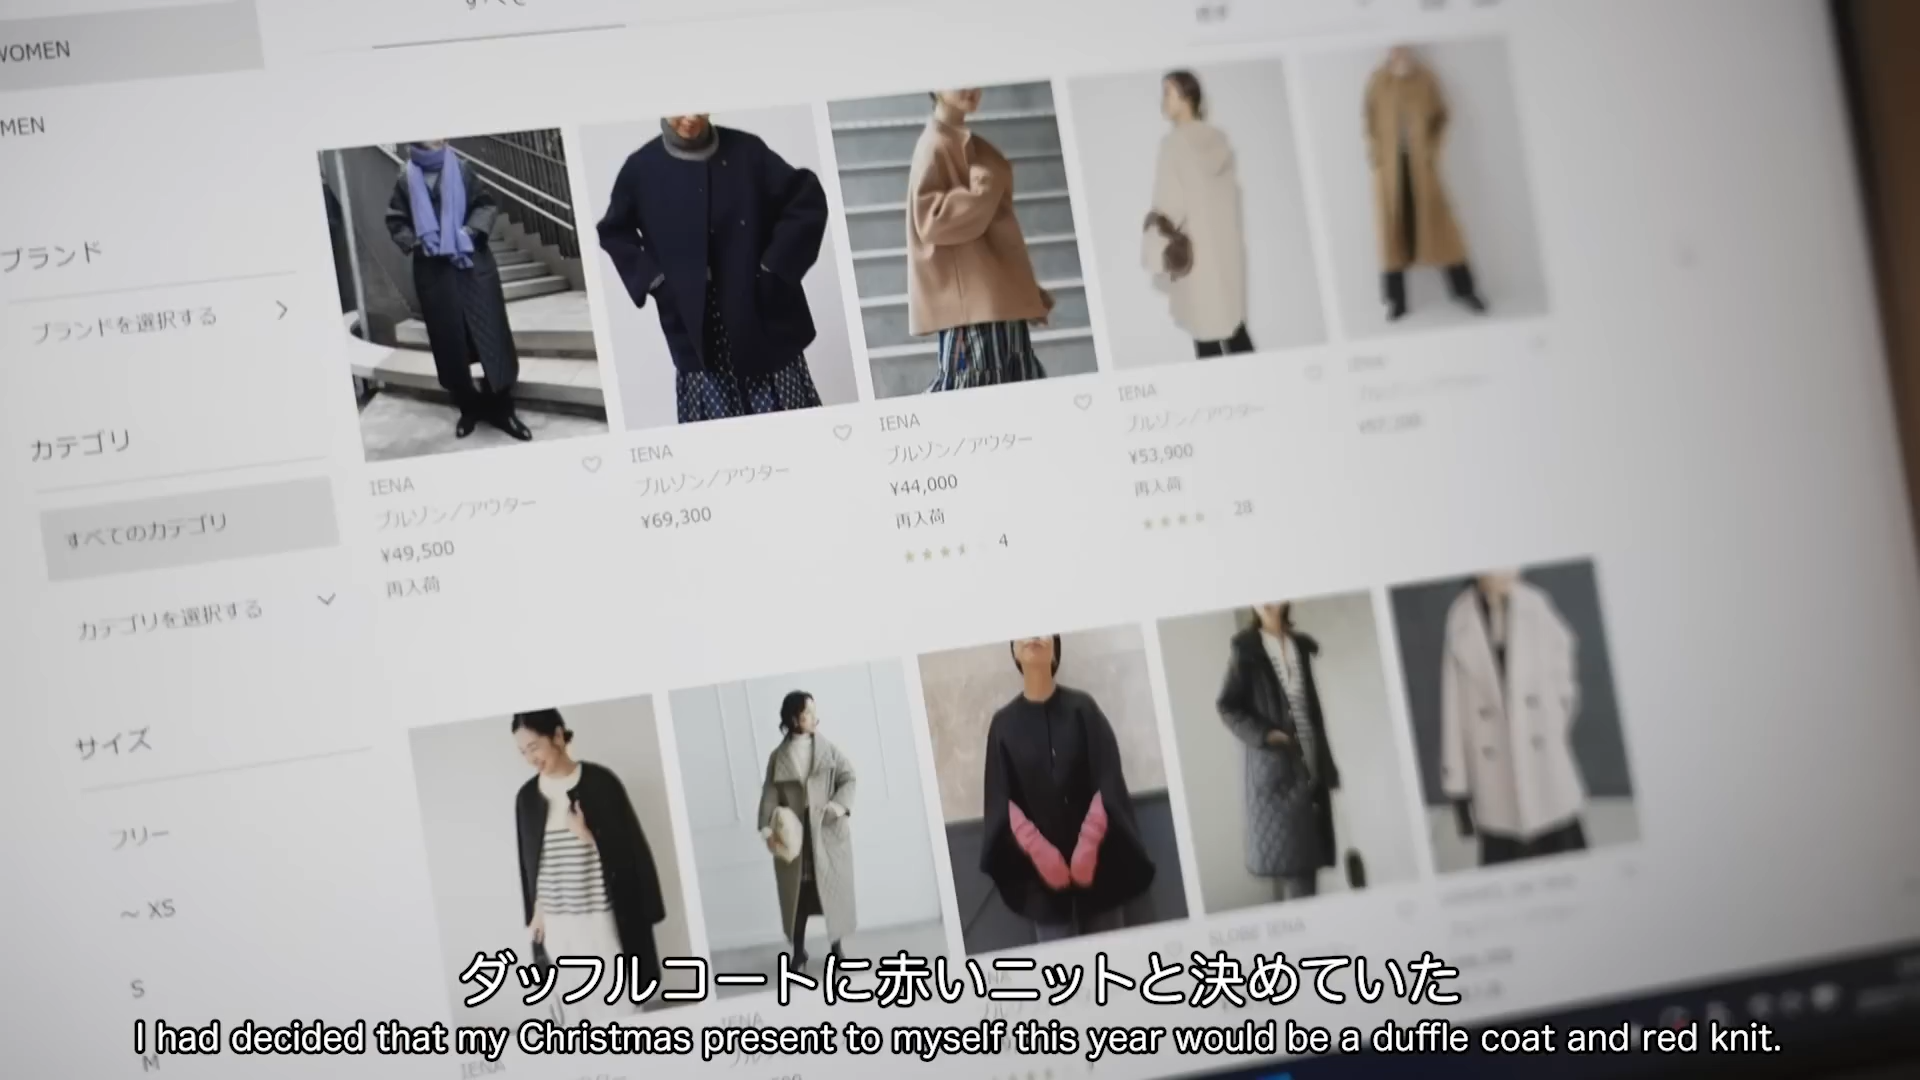 WOMEN
MEN
すべて
ブランド
ブランドを選択する
カテゴリ
すべてのカテゴリ
カテゴリを選択する
サイズ
フリー
～ XS
S
M
IENA
ブルゾン／アウター
¥49,500
再入荷
IENA
ブルゾン／アウター
¥69,300
IENA
ブルゾン／アウター
¥44,000
再入荷
4
IENA
ブルゾン／アウター
¥53,900
再入荷
28
IENA
IENA
SLOBE IENA
ダッフルコートに赤いニットと決めていた
I had decided that my Christmas present to myself this year would be a duffle coat and red knit.